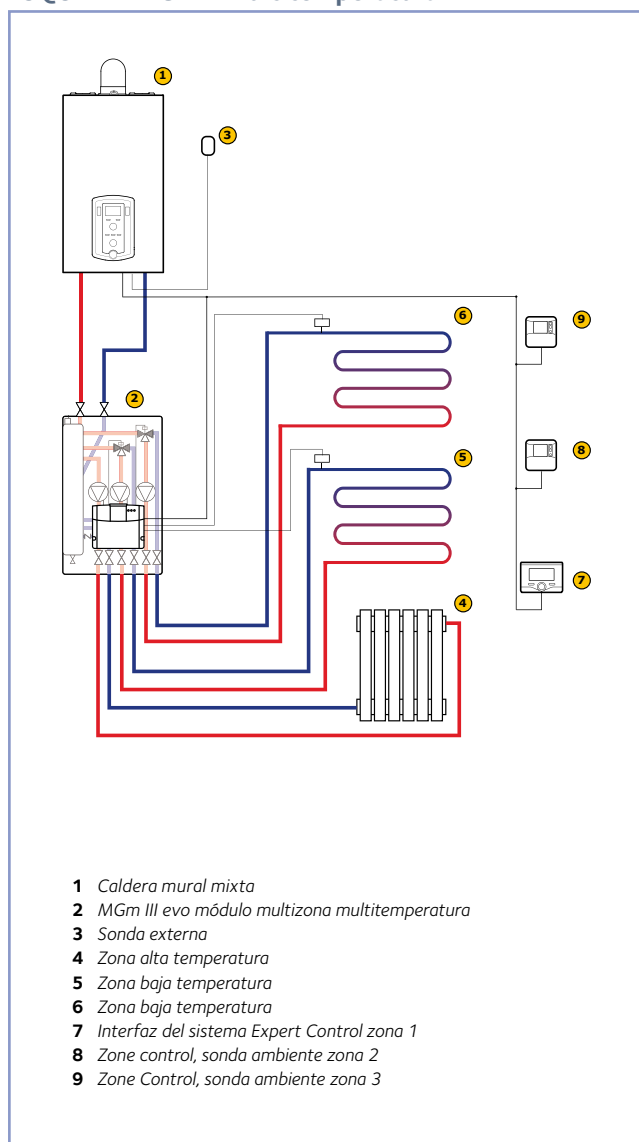 1
3
6
9
2
5
8
7
4
1 Caldera mural mixta
2 MGm III evo módulo multizona multitemperatura
3 Sonda externa
4 Zona alta temperatura
5 Zona baja temperatura
6 Zona baja temperatura
7 Interfaz del sistema Expert Control zona 1
8 Zone control, sonda ambiente zona 2
9 Zone Control, sonda ambiente zona 3